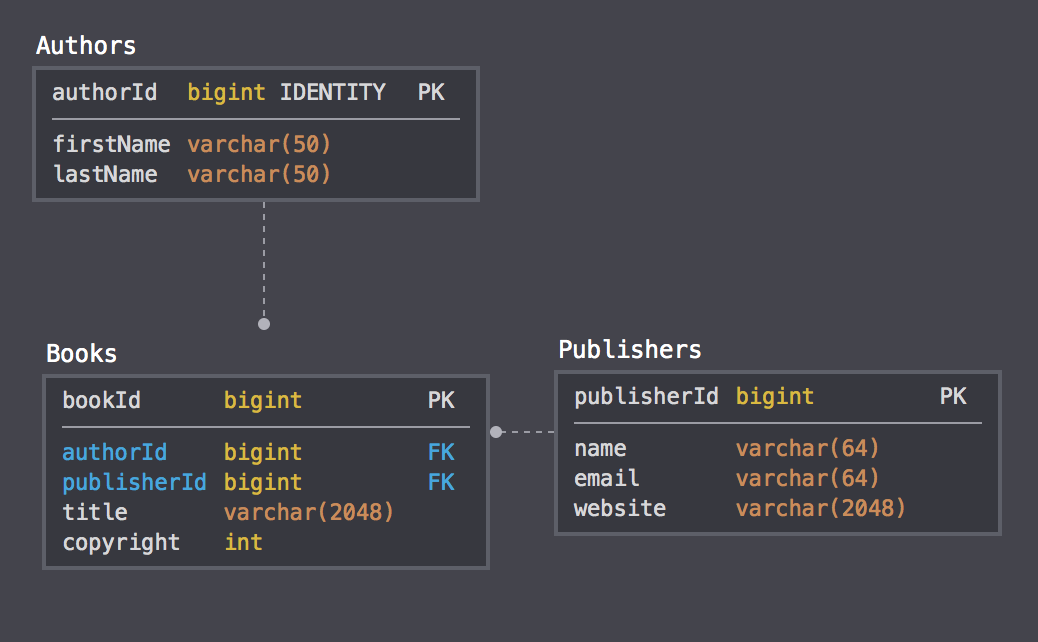 Authors
authorId bigint IDENTITY PK
firstName varchar(50)
lastName varchar(50)
Books
bookId bigint PK
authorId bigint FK
publisherId bigint FK
title varchar(2048)
copyright int
Publishers
publisherId bigint PK
name varchar(64)
email varchar(64)
website varchar(2048)